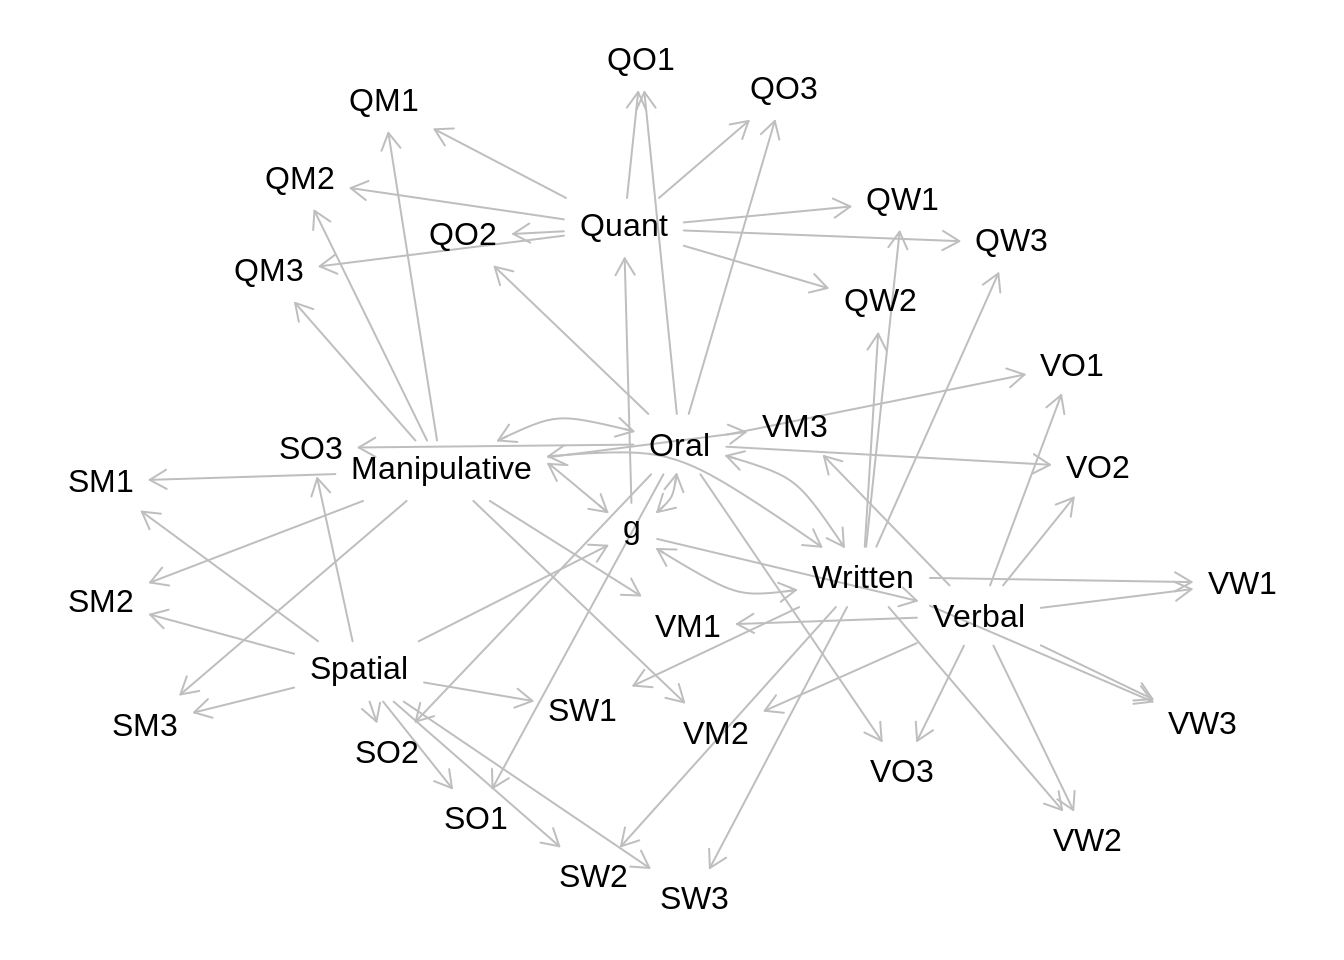 QO1
QO3
QM1
QM2
QW1
Quant
QO2
QW3
QM3
QW2
VO1
VM3
Oral
SO3
Manipulative
VO2
SM1
g
Written
VW1
SM2
Verbal
VM1
Spatial
SW1
VW3
SM3
VM2
SO2
VO3
SO1
VW2
SW2
SW3